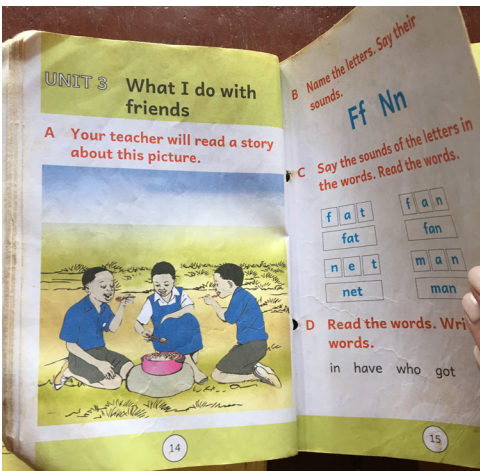 UNIT 3
What I do with
friends
A Your teacher will read a story
about this picture.
14
B Name the letters. Say their
sounds.
Ff Nn
C Say the sounds of the letters in
the words. Read the words.
f a t
fat
f a n
fan
n e t
net
m a n
man
D Read the words. Wri
words.
in have who got
15